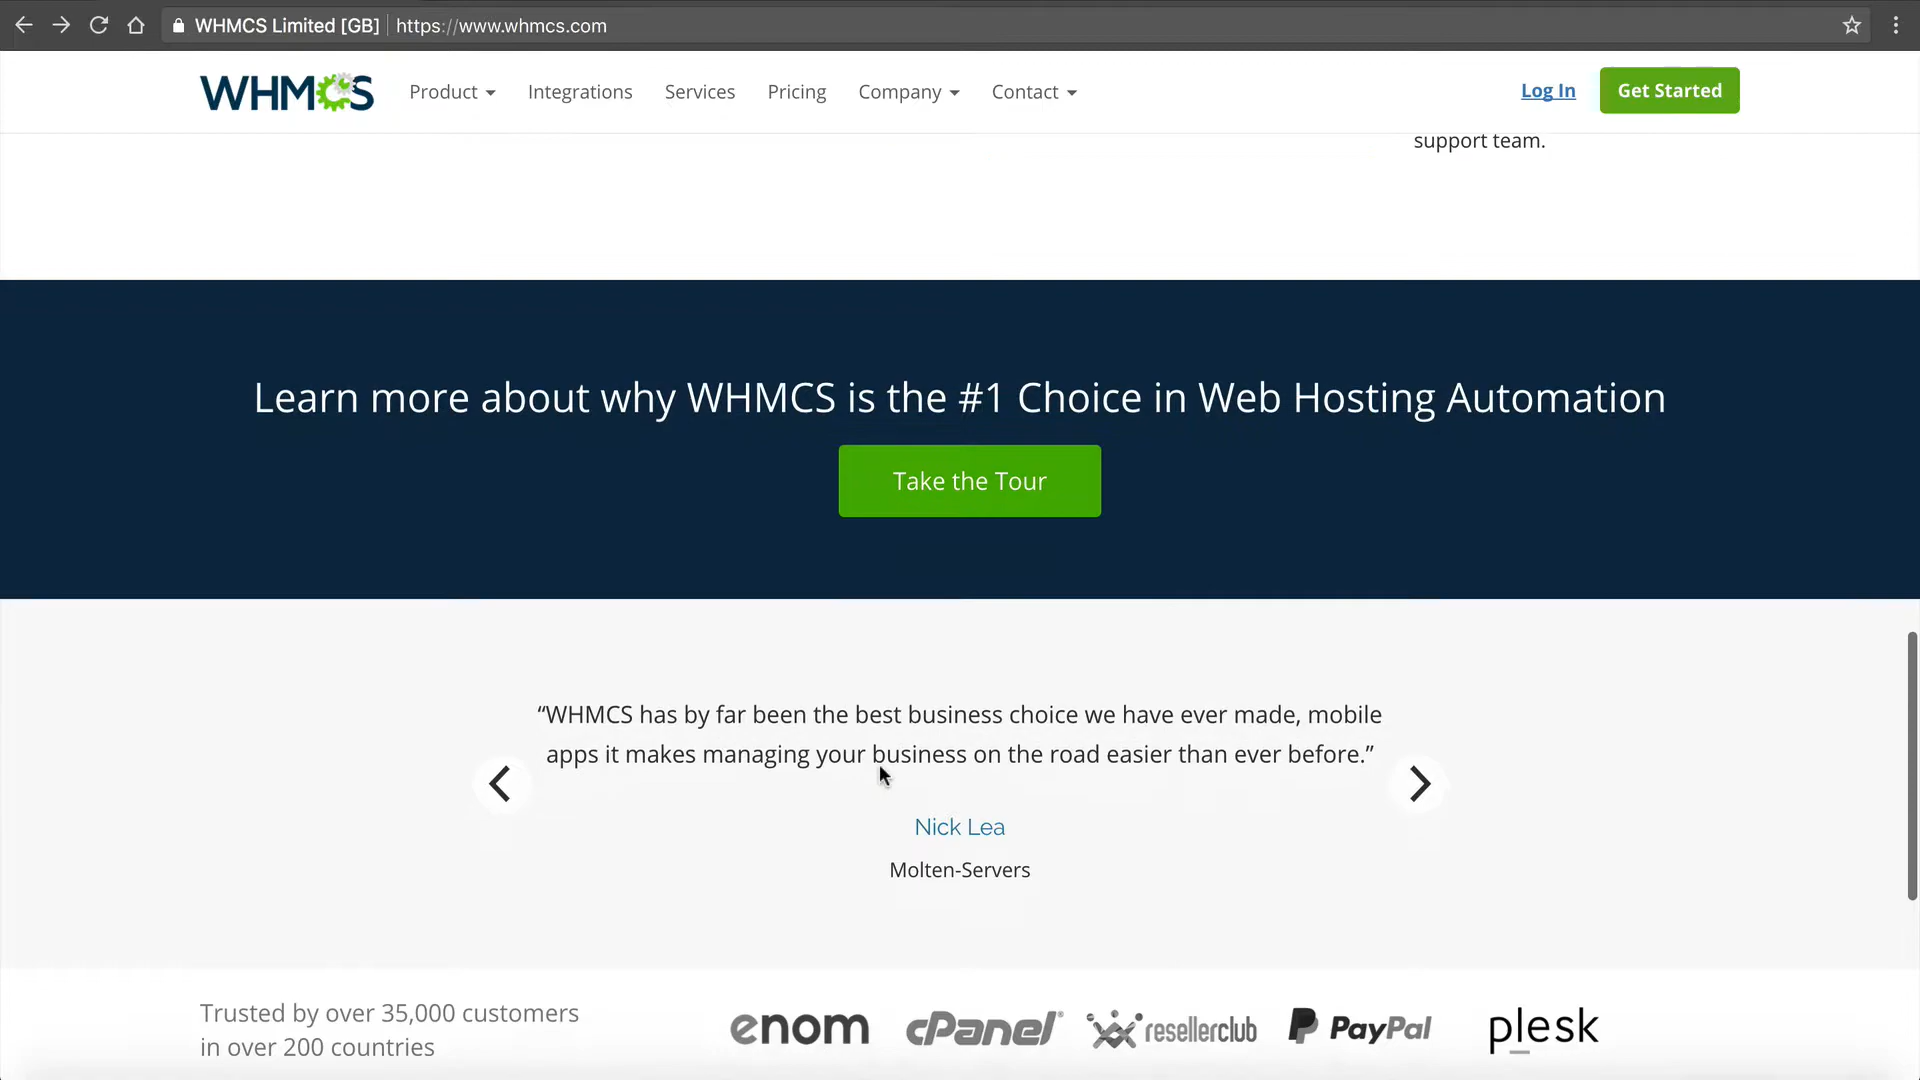 WHMCS Limited [GB] https://www.whmcs.com
WHMCS Product Integrations Services Pricing Company Contact Log In Get Started
support team.
Learn more about why WHMCS is the #1 Choice in Web Hosting Automation
Take the Tour
“WHMCS has by far been the best business choice we have ever made, mobile
apps it makes managing your business on the road easier than ever before.”
Nick Lea
Molten-Servers
Trusted by over 35,000 customers
in over 200 countries
enom cPanel® resellerclub PayPal plesk